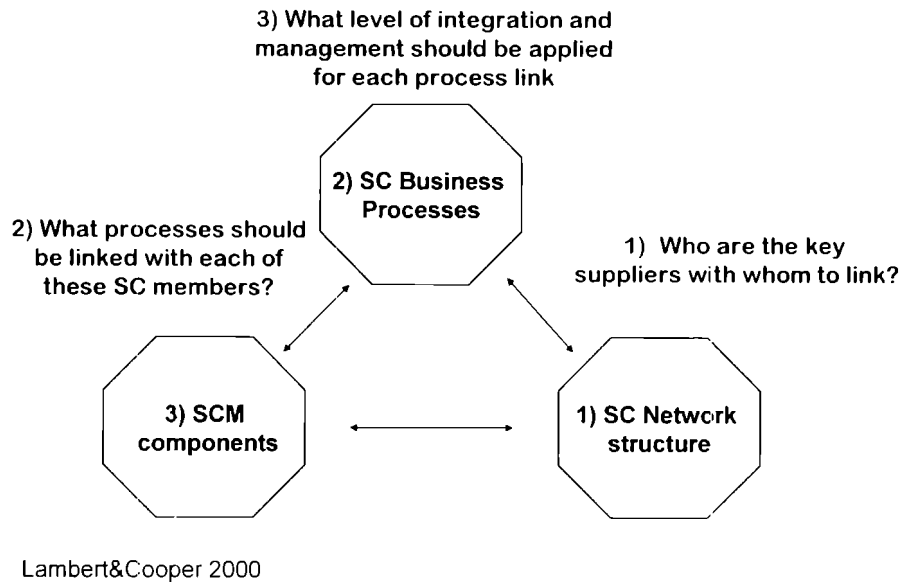 3) What level of integration and
management should be applied
for each process link
2) SC Business
Processes
2) What processes should
be linked with each of
these SC members?
1) Who are the key
suppliers with whom to link?
3) SCM
components
1) SC Network
structure
Lambert&Cooper 2000